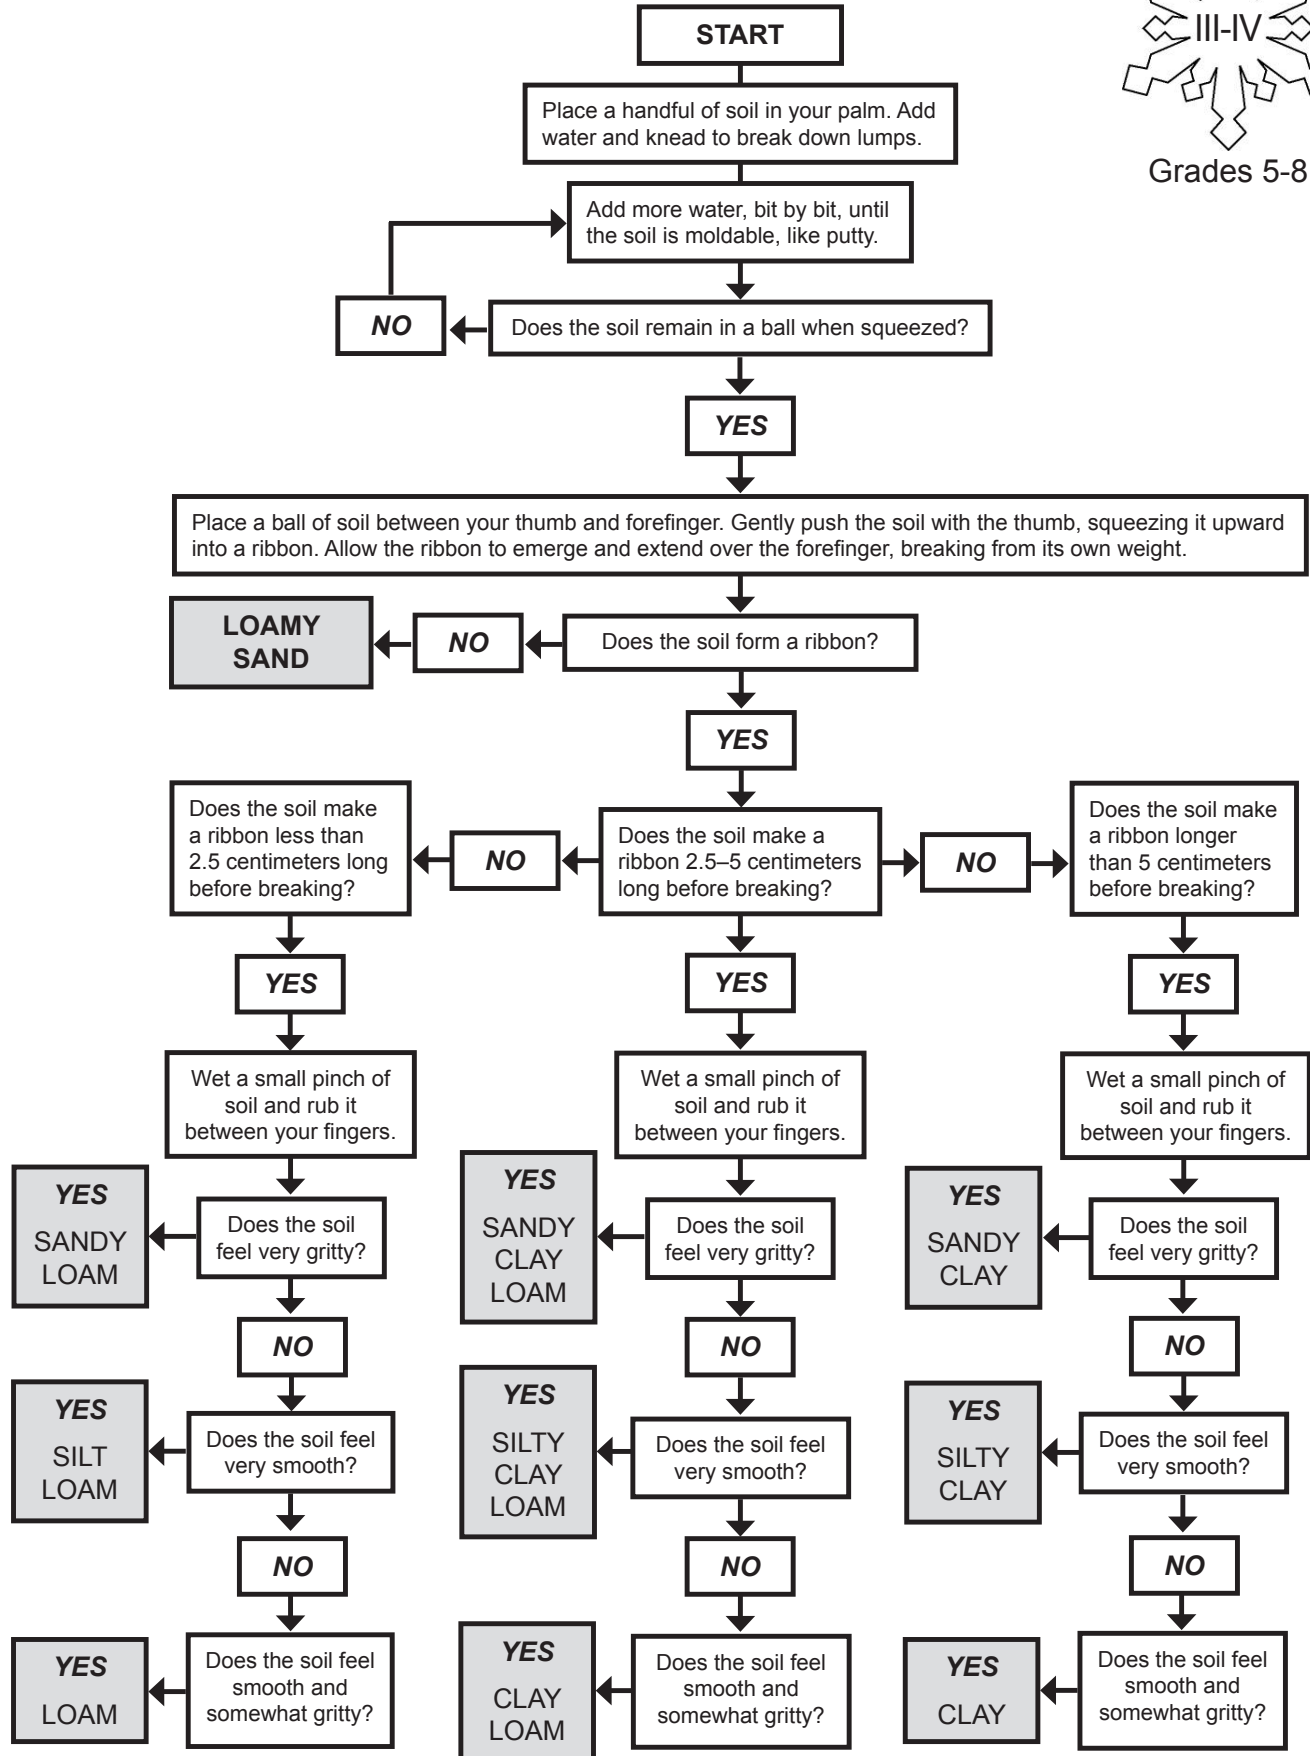 START
III-IV
Grades 5-8
Place a handful of soil in your palm. Add
water and knead to break down lumps.
Add more water, bit by bit, until
the soil is moldable, like putty.
NO
Does the soil remain in a ball when squeezed?
YES
Place a ball of soil between your thumb and forefinger. Gently push the soil with the thumb, squeezing it upward
into a ribbon. Allow the ribbon to emerge and extend over the forefinger, breaking from its own weight.
LOAMY
SAND
NO
Does the soil form a ribbon?
YES
Does the soil make
a ribbon less than
2.5 centimeters long
before breaking?
NO
Does the soil make a
ribbon 2.5–5 centimeters
long before breaking?
NO
Does the soil make
a ribbon longer
than 5 centimeters
before breaking?
YES
YES
YES
Wet a small pinch of
soil and rub it
between your fingers.
Wet a small pinch of
soil and rub it
between your fingers.
Wet a small pinch of
soil and rub it
between your fingers.
YES
SANDY
LOAM
Does the soil
feel very gritty?
YES
SANDY
CLAY
LOAM
Does the soil
feel very gritty?
YES
SANDY
CLAY
Does the soil
feel very gritty?
NO
NO
NO
YES
SILT
LOAM
Does the soil feel
very smooth?
YES
SILTY
CLAY
LOAM
Does the soil feel
very smooth?
YES
SILTY
CLAY
Does the soil feel
very smooth?
NO
NO
NO
YES
LOAM
Does the soil feel
smooth and
somewhat gritty?
YES
CLAY
LOAM
Does the soil feel
smooth and
somewhat gritty?
YES
CLAY
Does the soil feel
smooth and
somewhat gritty?